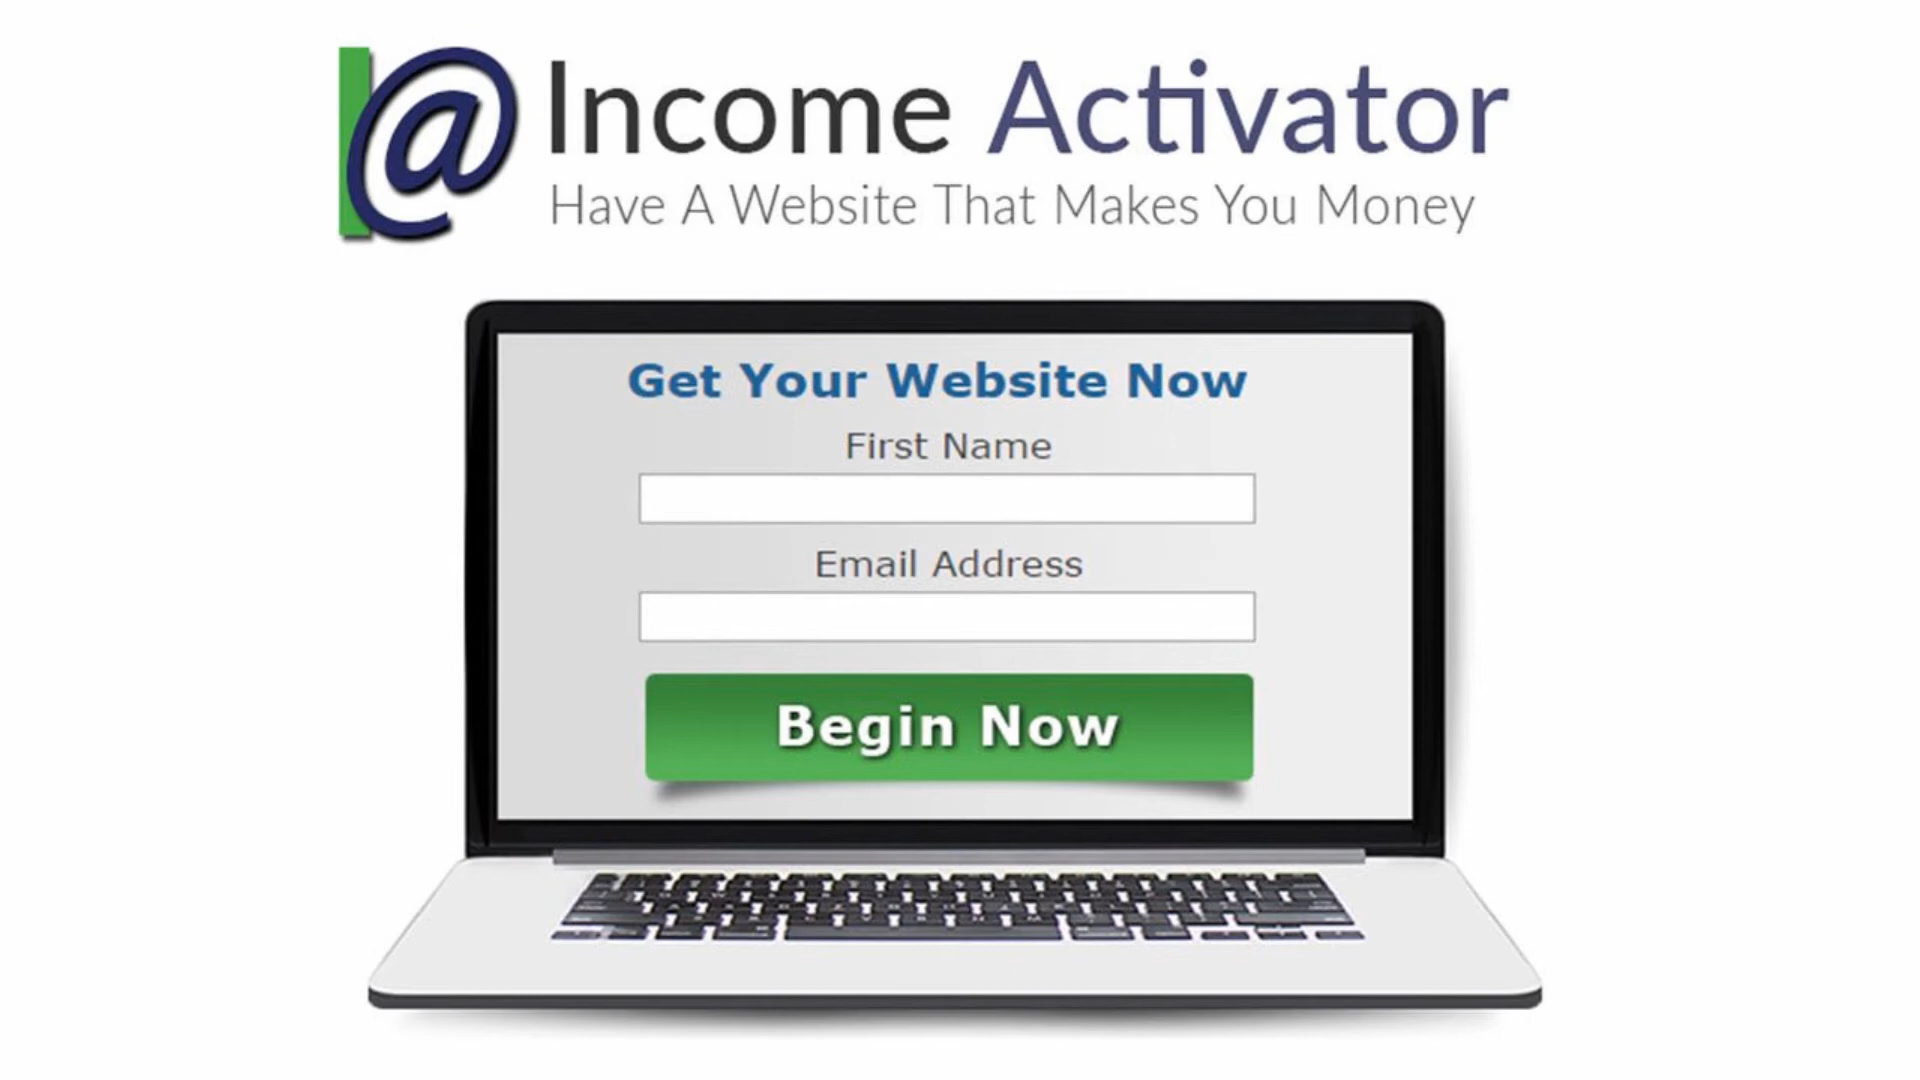 @ Income Activator
Have A Website That Makes You Money
Get Your Website Now
First Name
Email Address
Begin Now